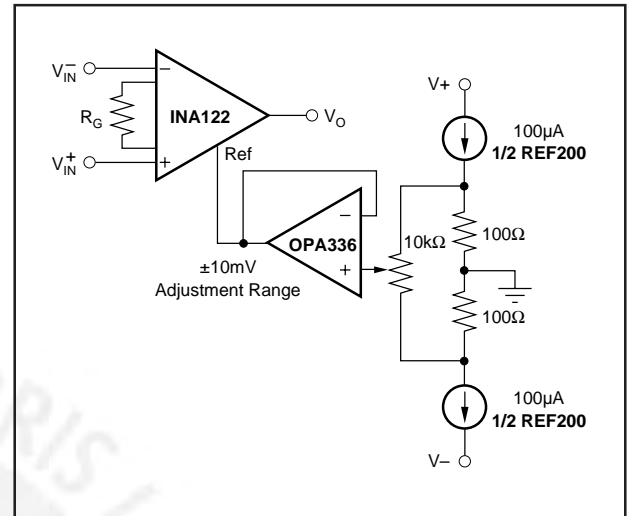 V−IN
RG
V+IN
−
+
INA122
Ref
VO
±10mV
Adjustment Range
−
+
OPA336
10kΩ
V+
100µA
1/2 REF200
100Ω
100Ω
100µA
1/2 REF200
V–